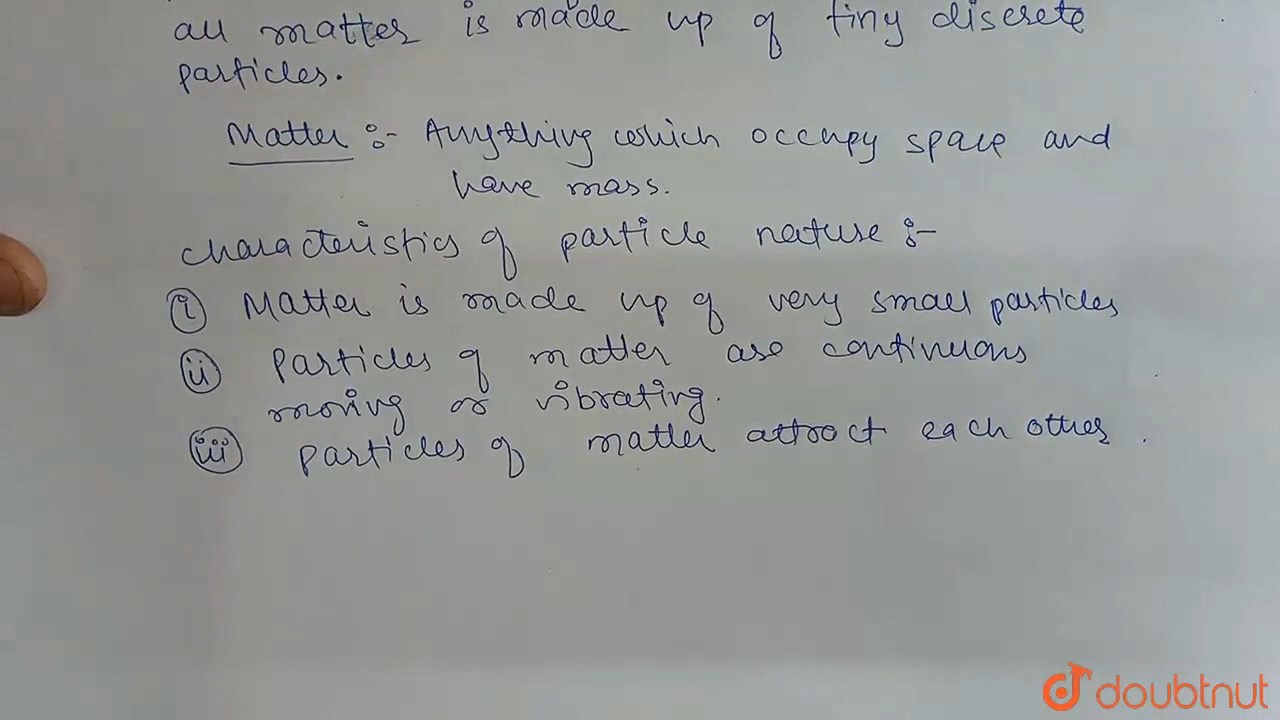 all matter is made up of tiny discrete
particles.
Matter :- Anything which occupy space and
have mass.
characteristics of particle nature :-
(i) Matter is made up of very small particles
(ii) Particles of matter are continuous
moving or vibrating.
(iii) particles of matter attract each other.
doubtnut